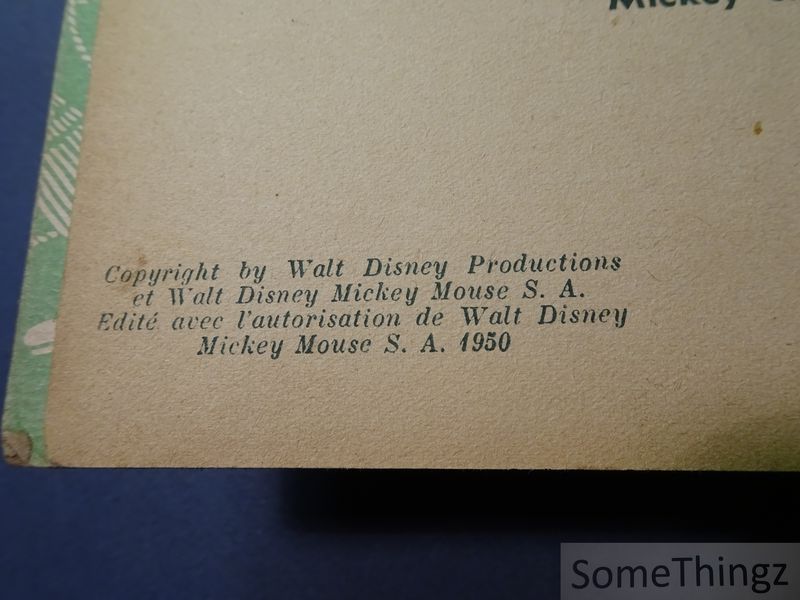 Mickey
Copyright by Walt Disney Productions
et Walt Disney Mickey Mouse S. A.
Edité avec l'autorisation de Walt Disney
Mickey Mouse S. A. 1950
SomeThingz